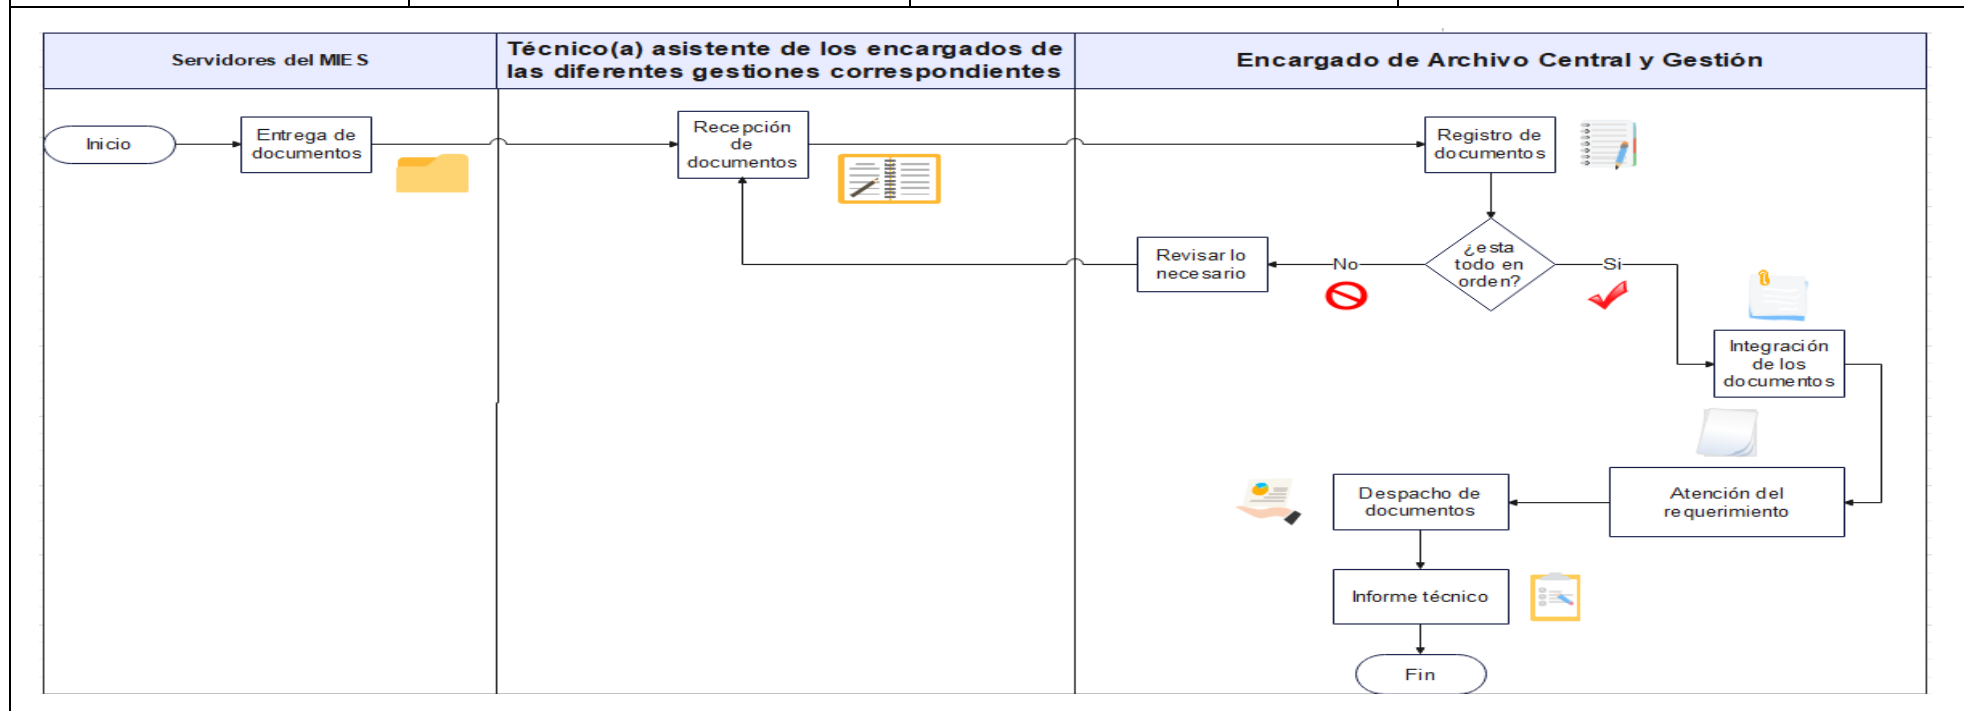 Servidores del MIES
Técnico(a) asistente de los encargados de
las diferentes gestiones correspondientes
Encargado de Archivo Central y Gestión
Inicio
Entrega de
documentos
Recepción
de
documentos
Registro de
documentos
¿esta
todo en
orden?
No
Revisar lo
necesario
Si
Integración
de los
documentos
Atención del
requerimiento
Despacho de
documentos
Informe técnico
Fin